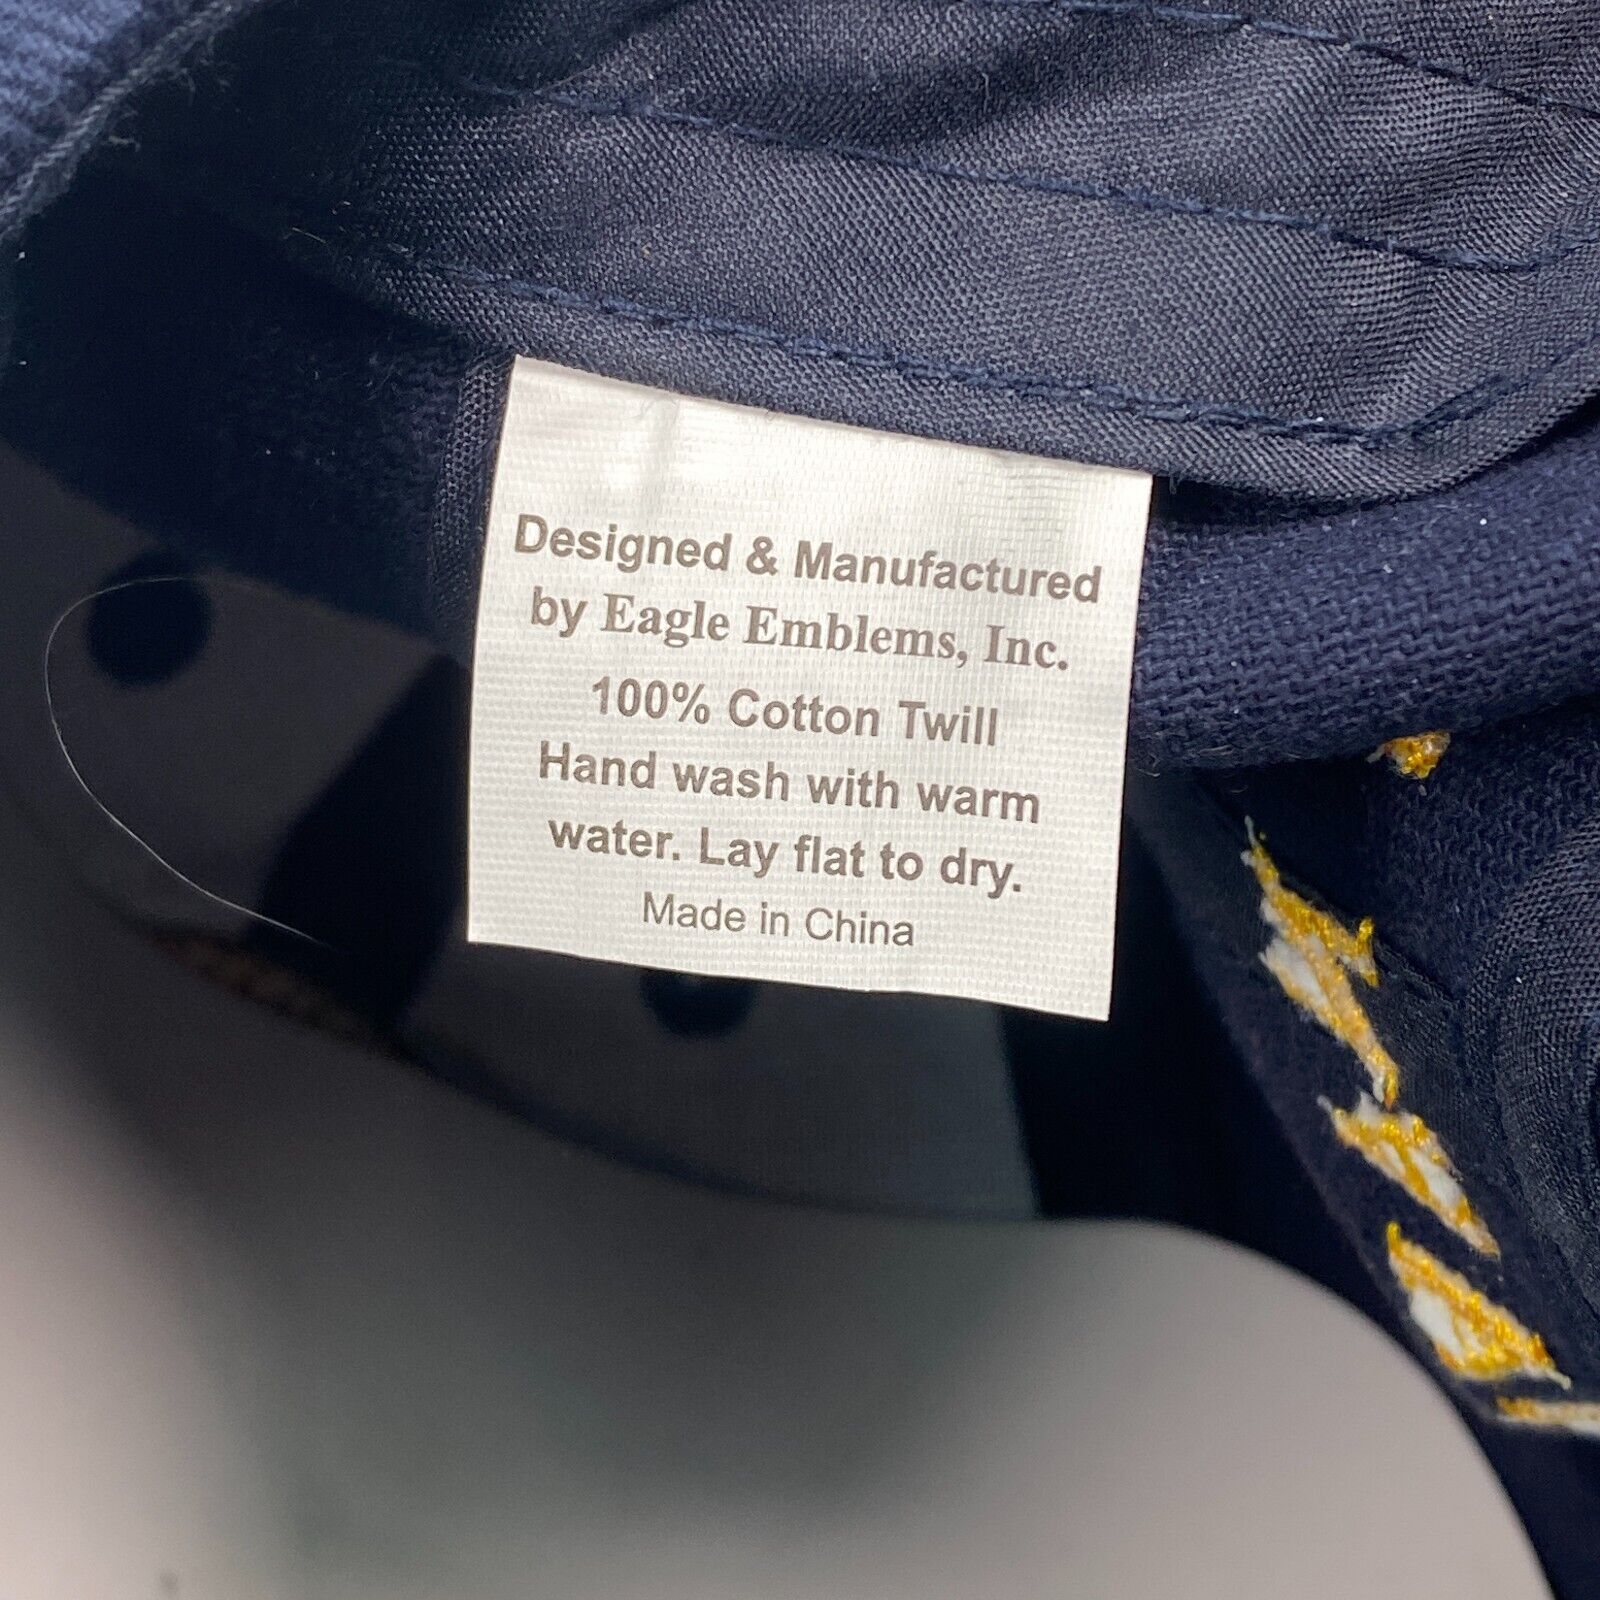 Designed & Manufactured
by Eagle Emblems, Inc.
100% Cotton Twill
Hand wash with warm
water. Lay flat to dry.
Made in China